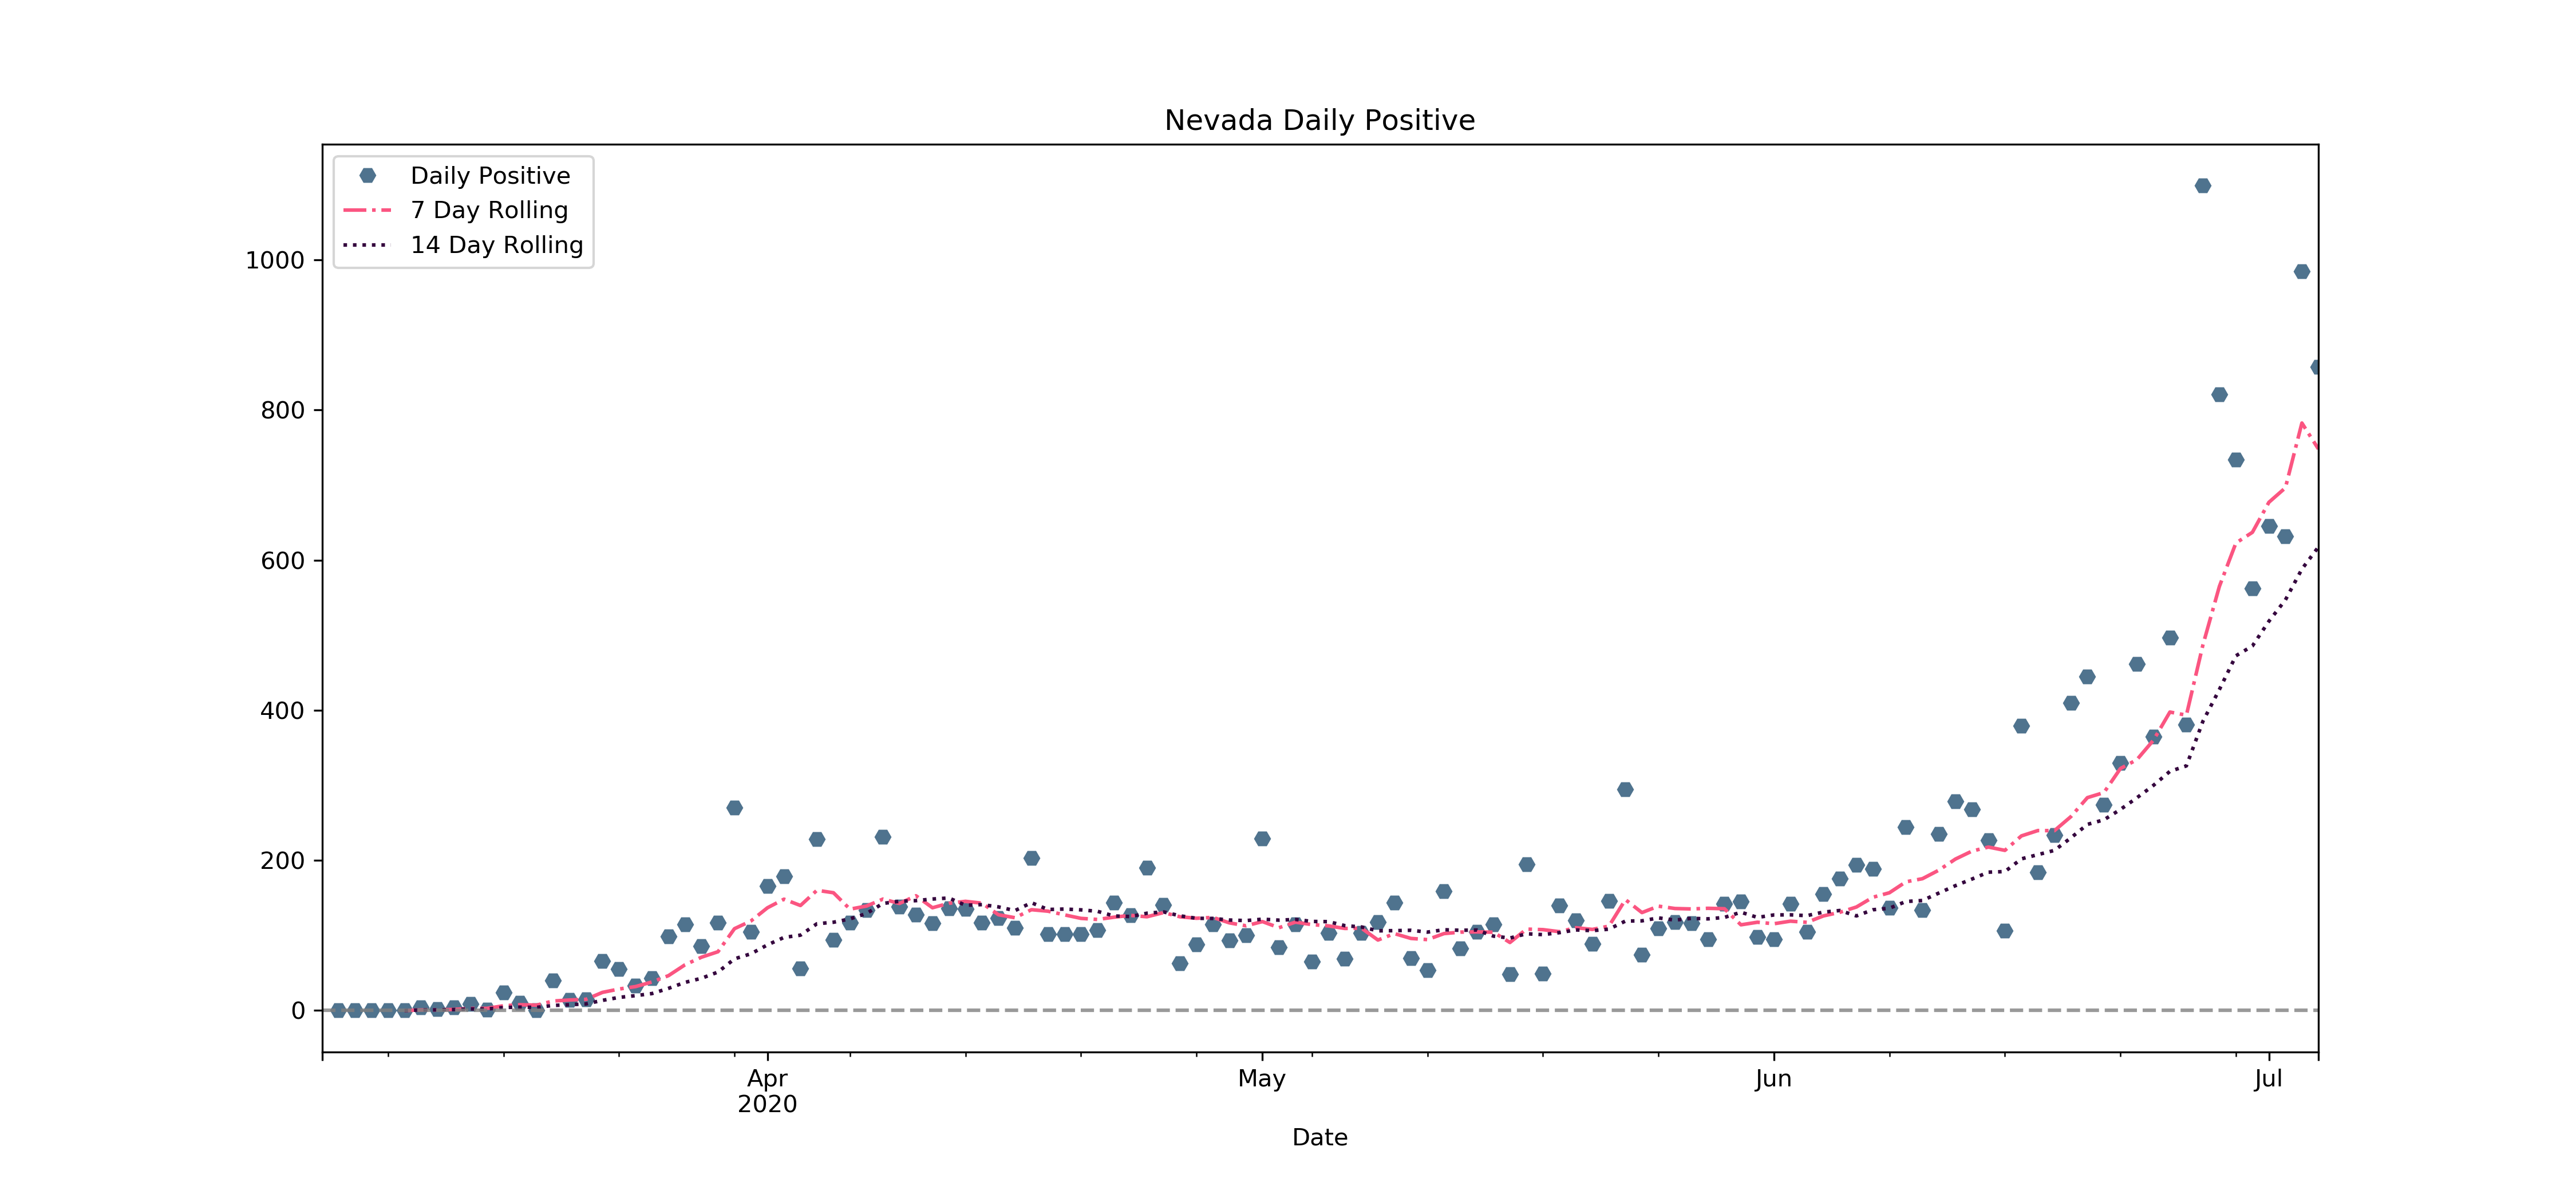 Nevada Daily Positive
Daily Positive
7 Day Rolling
14 Day Rolling
1000
800
600
400
200
0
Apr
2020
May
Jun
Jul
Date